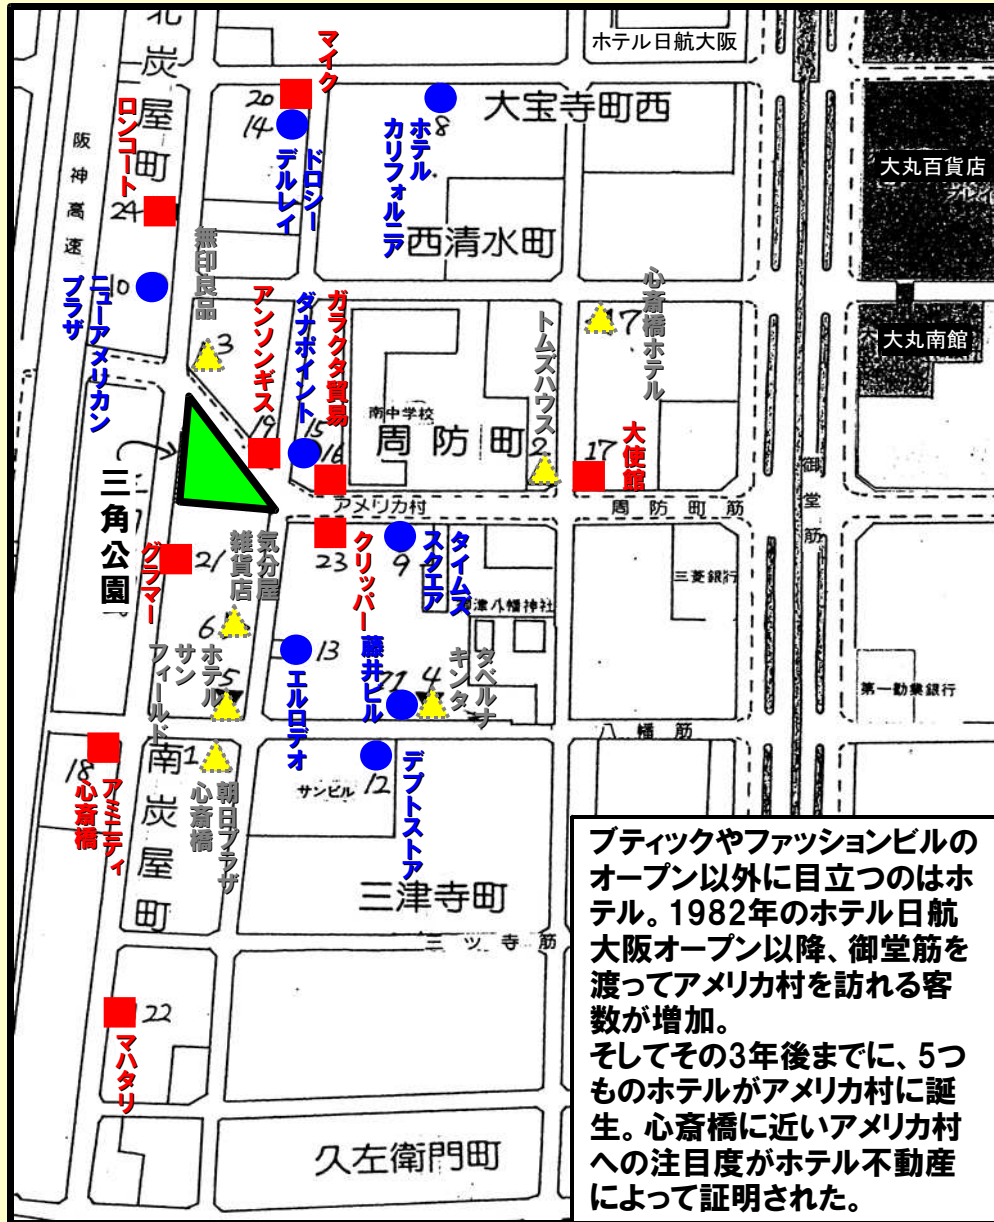 北炭屋町
ホテル日航大阪
マイク
20
14
ドロシー
デルレイ
ホテル
カリフォルニア
8
大宝寺町西
阪神高速
ロンコート
24
大丸百貨店
西清水町
無印良品
3
10
ニューアメリカン
プラザ
アンソンギス
19
ダナポイント
15
ガラクタ貿易
16
南中学校
周防町
トムズハウス
2
心斎橋ホテル
7
大丸南館
大使館
17
御堂筋
三角公園
アメリカ村
周防町筋
グラマー
21
気分屋
雑貨店
6
23
クリッパー
9
タイムズ
スクエア
御津八幡神社
三菱銀行
ホテル
サン
フィールド
5
13
エルロデオ
藤井ビル
11
4
タベルナ
キンタ
第一勧業銀行
八幡筋
18
アミニティ
心斎橋
南炭屋町
1
朝日プラザ
心斎橋
サンビル
12
デプトストア
三津寺町
三ッ寺筋
22
マハタリ
久左衛門町
ブティックやファッションビルの
オープン以外に目立つのはホ
テル。1982年のホテル日航
大阪オープン以降、御堂筋を
渡ってアメリカ村を訪れる客
数が増加。
そしてその3年後までに、5つ
ものホテルがアメリカ村に誕
生。心斎橋に近いアメリカ村
への注目度がホテル不動産
によって証明された。